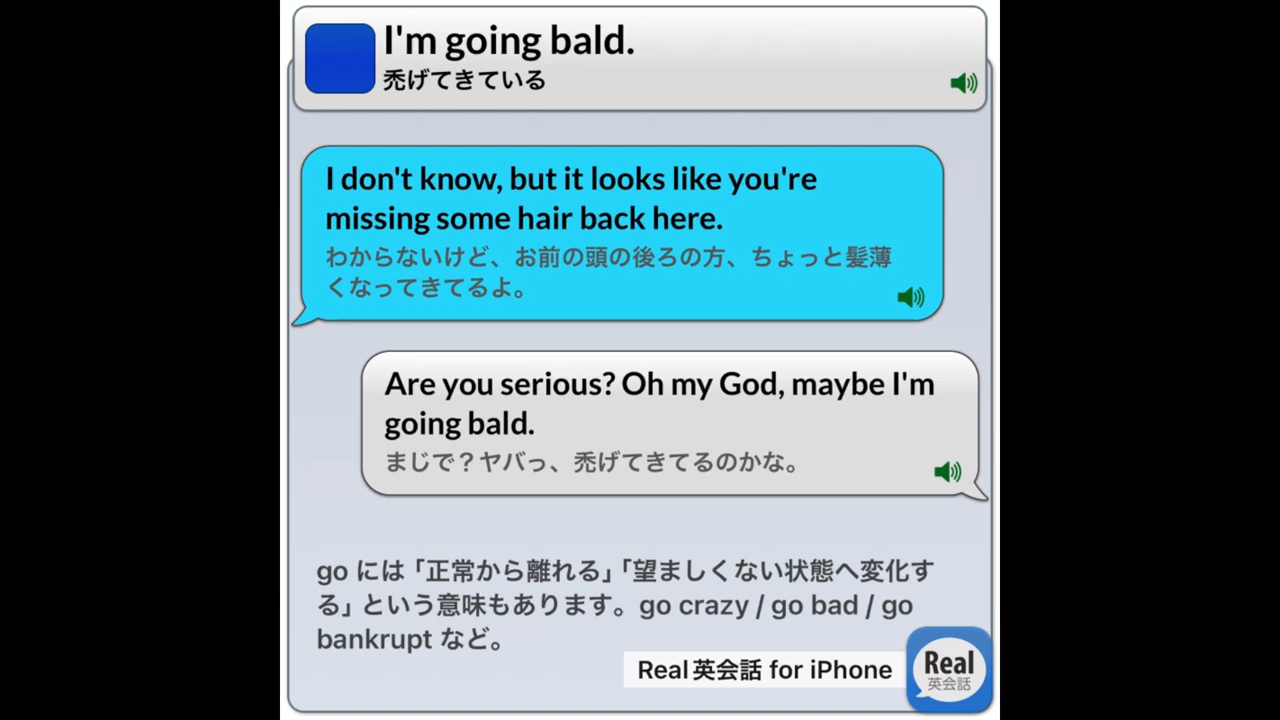 I'm going bald.
禿げてきている
I don't know, but it looks like you're
missing some hair back here.
わからないけど、お前の頭の後ろの方、ちょっと髪薄
くなってきてるよ。
Are you serious? Oh my God, maybe I'm
going bald.
まじで？ヤバっ、禿げてきてるのかな。
go には「正常から離れる」「望ましくない状態へ変化す
る」という意味もあります。go crazy / go bad / go
bankrupt など。
Real英会話 for iPhone
Real
英会話